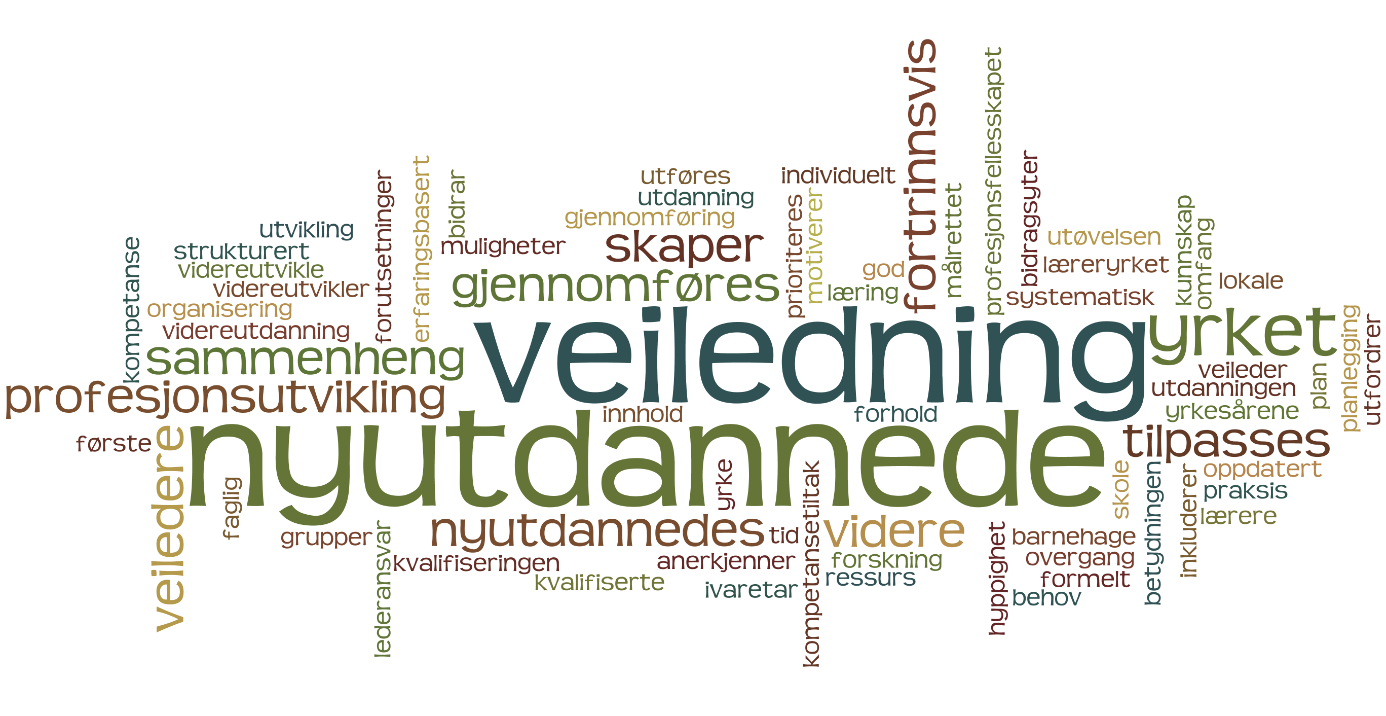 fortrinnsvis
profesjonsfellesskapet
erfaringsbasert
bidrar
forutsetninger
utføres
individuelt
bidragsyter
utdanning
målrettet
prioriteres
motiverer
kunnskap
gjennomføring
omfang
utvikling
utøvelsen
kompetanse
strukturert
muligheter
skaper
læreryrket
videreutvikle
god
lokale
videreutvikler
gjennomføres
læring
systematisk
organisering
videreutdanning
veiledning
yrket
planlegging
utfordrer
sammenheng
veileder
plan
profesjonsutvikling
utdanningen
innhold
forhold
yrkesårene
første
nyutdannede
tilpasses
veiledere
faglig
yrke
kompetansetiltak
skole
betydningen
inkluderer
oppdatert
praksis
lærere
grupper
lederansvar
nyutdannedes
tid
videre
hyppighet
barnehage
kvalifiseringen
anerkjenner
forskning
overgang
kvalifiserte
ivaretar
ressurs
formelt
behov